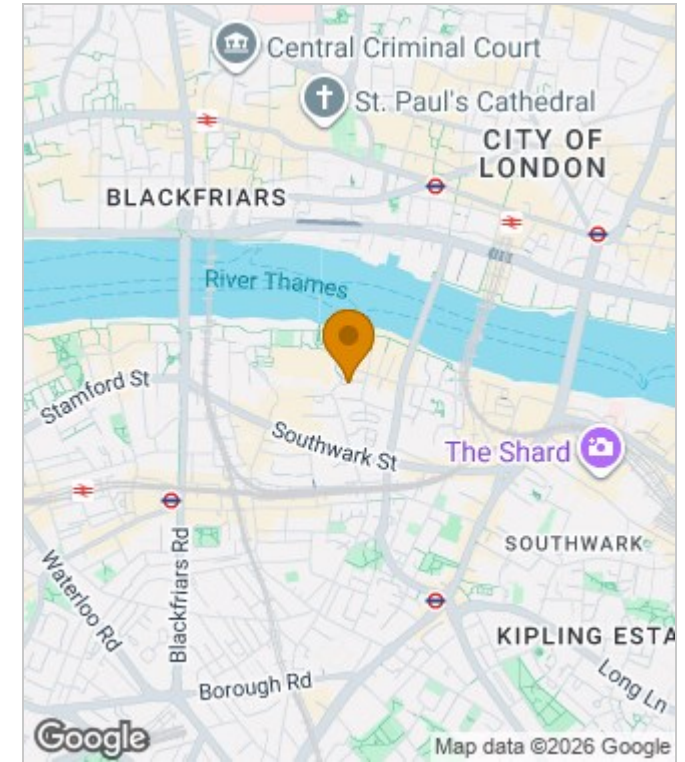 Central Criminal Court
St. Paul's Cathedral
CITY OF
LONDON
BLACKFRIARS
River Thames
Stamford St
Southwark St
The Shard
SOUTHWARK
Waterloo Rd
Blackfriars Rd
KIPLING ESTA
Long Ln
Borough Rd
Google
Map data ©2026 Google